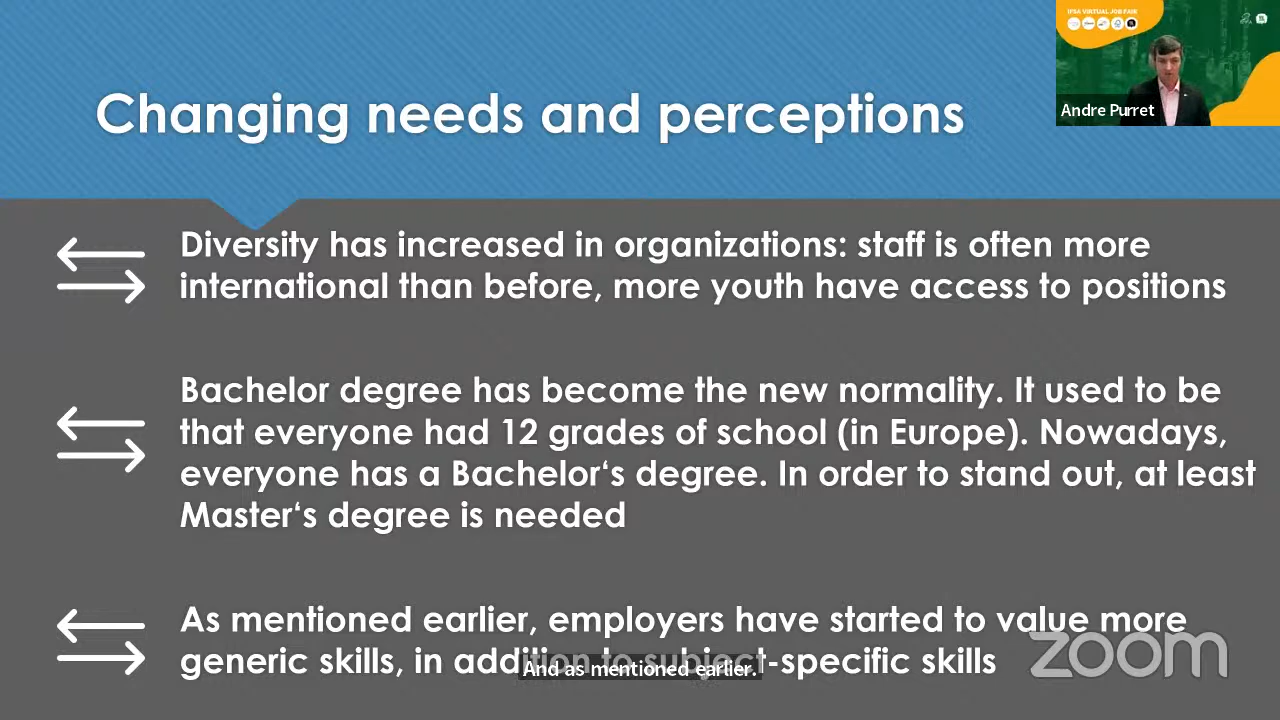 IFSA VIRTUAL JOB FAIR
Andre Purret
Changing needs and perceptions
Diversity has increased in organizations: staff is often more
international than before, more youth have access to positions
Bachelor degree has become the new normality. It used to be
that everyone had 12 grades of school (in Europe). Nowadays,
everyone has a Bachelor‘s degree. In order to stand out, at least
Master‘s degree is needed
As mentioned earlier, employers have started to value more
generic skills, in addition to subject-specific skills
And as mentioned earlier.
zoom